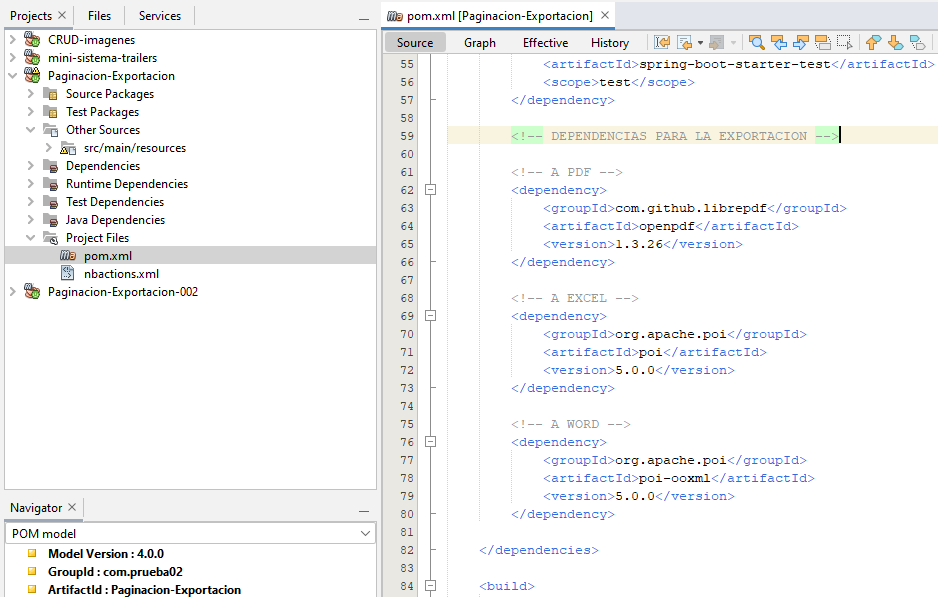 Projects
Files
Services
CRUD-imagenes
mini-sistema-trailers
Paginacion-Exportacion
Source Packages
Test Packages
Other Sources
src/main/resources
Dependencies
Runtime Dependencies
Test Dependencies
Java Dependencies
Project Files
pom.xml
nbactions.xml
Paginacion-Exportacion-002
Navigator
POM model
Model Version : 4.0.0
GroupId : com.prueba02
ArtifactId : Paginacion-Exportacion
pom.xml [Paginacion-Exportacion]
Source Graph Effective History
55 <artifactId>spring-boot-starter-test</artifactId>
56 <scope>test</scope>
57 </dependency>
58
59 <!-- DEPENDENCIAS PARA LA EXPORTACION -->
60
61 <!-- A PDF -->
62 <dependency>
63 <groupId>com.github.librepdf</groupId>
64 <artifactId>openpdf</artifactId>
65 <version>1.3.26</version>
66 </dependency>
67
68 <!-- A EXCEL -->
69 <dependency>
70 <groupId>org.apache.poi</groupId>
71 <artifactId>poi</artifactId>
72 <version>5.0.0</version>
73 </dependency>
74
75 <!-- A WORD -->
76 <dependency>
77 <groupId>org.apache.poi</groupId>
78 <artifactId>poi-ooxml</artifactId>
79 <version>5.0.0</version>
80 </dependency>
81
82 </dependencies>
83
84 <build>